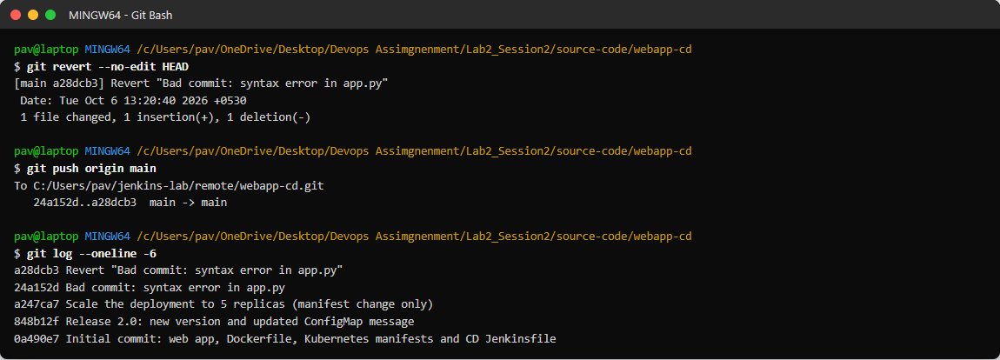 MINGW64 - Git Bash
pav@laptop MINGW64 /c/Users/pav/OneDrive/Desktop/Devops Assimgnenment/Lab2_Session2/source-code/webapp-cd
$ git revert --no-edit HEAD
[main a28dcb3] Revert "Bad commit: syntax error in app.py"
 Date: Tue Oct 6 13:20:40 2026 +0530
 1 file changed, 1 insertion(+), 1 deletion(-)
pav@laptop MINGW64 /c/Users/pav/OneDrive/Desktop/Devops Assimgnenment/Lab2_Session2/source-code/webapp-cd
$ git push origin main
To C:/Users/pav/jenkins-lab/remote/webapp-cd.git
   24a152d..a28dcb3  main -> main
pav@laptop MINGW64 /c/Users/pav/OneDrive/Desktop/Devops Assimgnenment/Lab2_Session2/source-code/webapp-cd
$ git log --oneline -6
a28dcb3 Revert "Bad commit: syntax error in app.py"
24a152d Bad commit: syntax error in app.py
a247ca7 Scale the deployment to 5 replicas (manifest change only)
848b12f Release 2.0: new version and updated ConfigMap message
0a490e7 Initial commit: web app, Dockerfile, Kubernetes manifests and CD Jenkinsfile